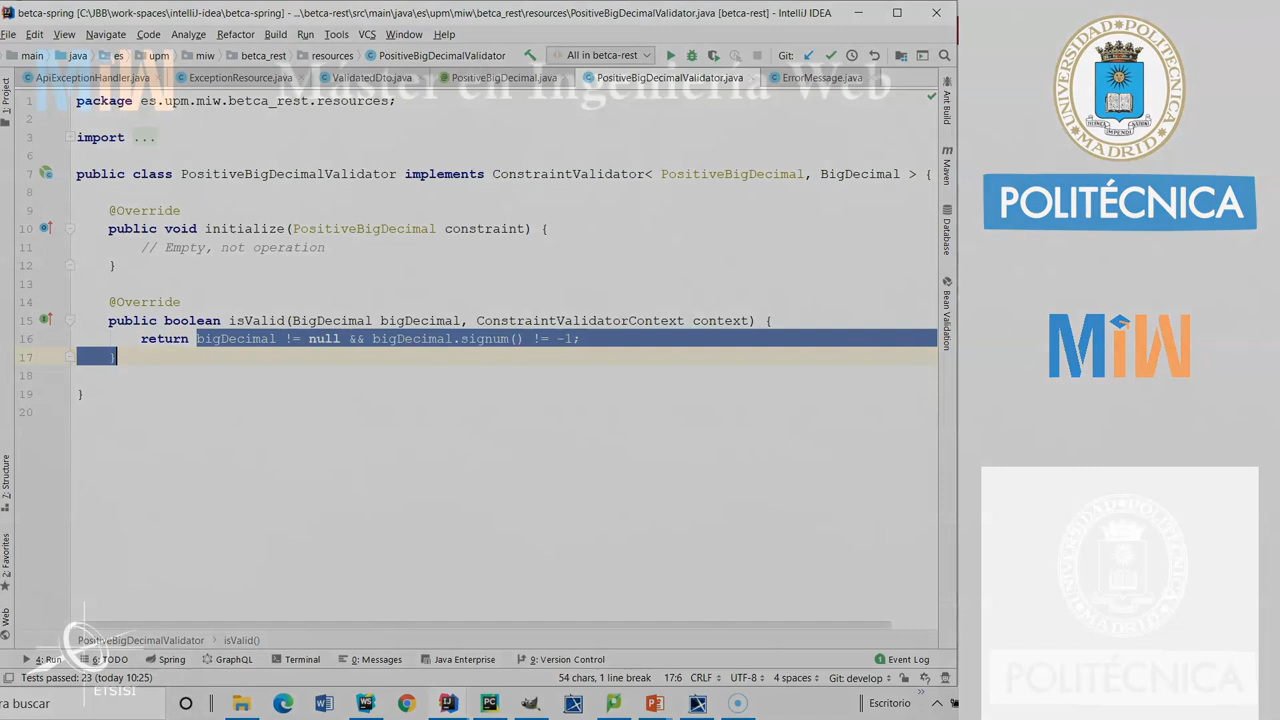 betca-spring [C:\JBB\work-spaces\intelliJ-idea\betca-spring] - ...\betca-rest\src\main\java\es\upm\miw\betca_rest\resources\PositiveBigDecimalValidator.java [betca-rest] - IntelliJ IDEA
File Edit View Navigate Code Analyze Refactor Build Run Tools VCS Window Help
main java es upm miw betca_rest resources PositiveBigDecimalValidator All in betca-rest Git:
ApiExceptionHandler.java ExceptionResource.java ValidatedDto.java PositiveBigDecimal.java PositiveBigDecimalValidator.java ErrorMessage.java
Máster en Ingeniería Web
1 package es.upm.miw.betca_rest.resources;
2
3 import ...
6
7 public class PositiveBigDecimalValidator implements ConstraintValidator< PositiveBigDecimal, BigDecimal > {
8
9 @Override
10 public void initialize(PositiveBigDecimal constraint) {
11 // Empty, not operation
12 }
13
14 @Override
15 public boolean isValid(BigDecimal bigDecimal, ConstraintValidatorContext context) {
16 return bigDecimal != null && bigDecimal.signum() != -1;
17 }
18
19 }
20
1: Project
7: Structure
2: Favorites
Web
Ant Build
Maven
Database
Bean Validation
PositiveBigDecimalValidator isValid()
4: Run 6: TODO Spring GraphQL Terminal 0: Messages Java Enterprise 9: Version Control Event Log
Tests passed: 23 (today 10:25) 54 chars, 1 line break 17:6 CRLF UTF-8 4 spaces Git: develop
ETSISI
ra buscar Escritorio
UNIVERSIDAD POLITÉCNICA
MADRID
POLITÉCNICA
MiW
POLITÉCNICA